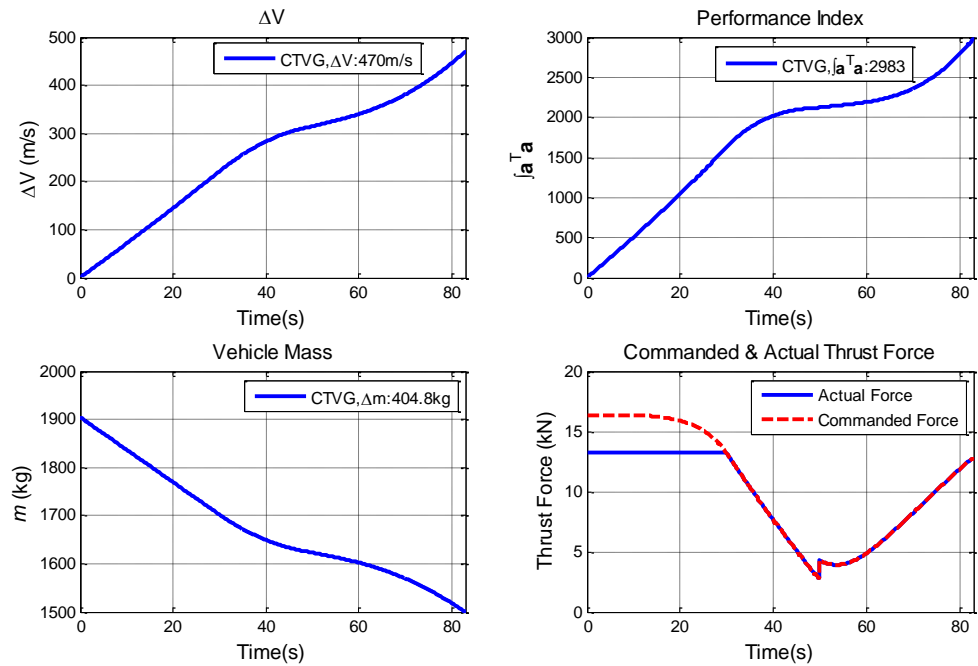 ΔV
500
400
300
200
100
0
ΔV (m/s)
CTVG,ΔV:470m/s
0 20 40 60 80
Time(s)
Performance Index
3000
2500
2000
1500
1000
500
0
∫aᵀa
CTVG,∫aᵀa:2983
0 20 40 60 80
Time(s)
Vehicle Mass
2000
1900
1800
1700
1600
1500
m (kg)
CTVG,Δm:404.8kg
0 20 40 60 80
Time(s)
Commanded & Actual Thrust Force
20
15
10
5
0
Thrust Force (kN)
Actual Force
Commanded Force
0 20 40 60 80
Time(s)